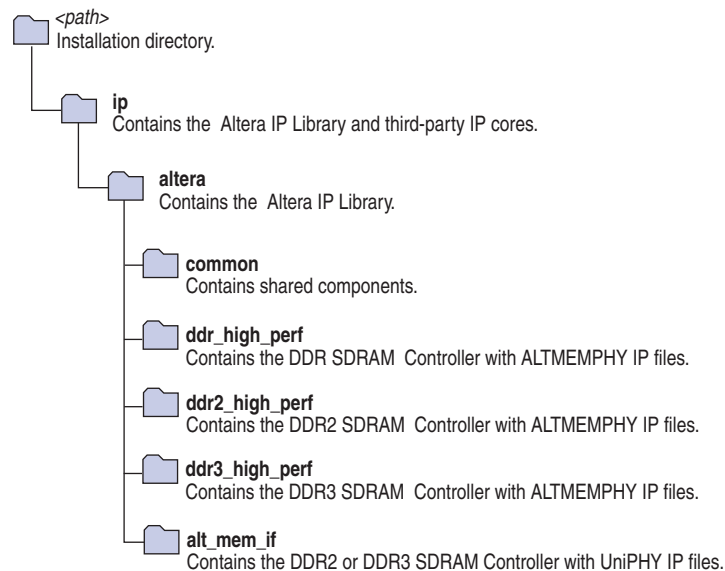 <path>
Installation directory.
ip
Contains the Altera IP Library and third-party IP cores.
altera
Contains the Altera IP Library.
common
Contains shared components.
ddr_high_perf
Contains the DDR SDRAM Controller with ALTMEMPHY IP files.
ddr2_high_perf
Contains the DDR2 SDRAM Controller with ALTMEMPHY IP files.
ddr3_high_perf
Contains the DDR3 SDRAM Controller with ALTMEMPHY IP files.
alt_mem_if
Contains the DDR2 or DDR3 SDRAM Controller with UniPHY IP files.